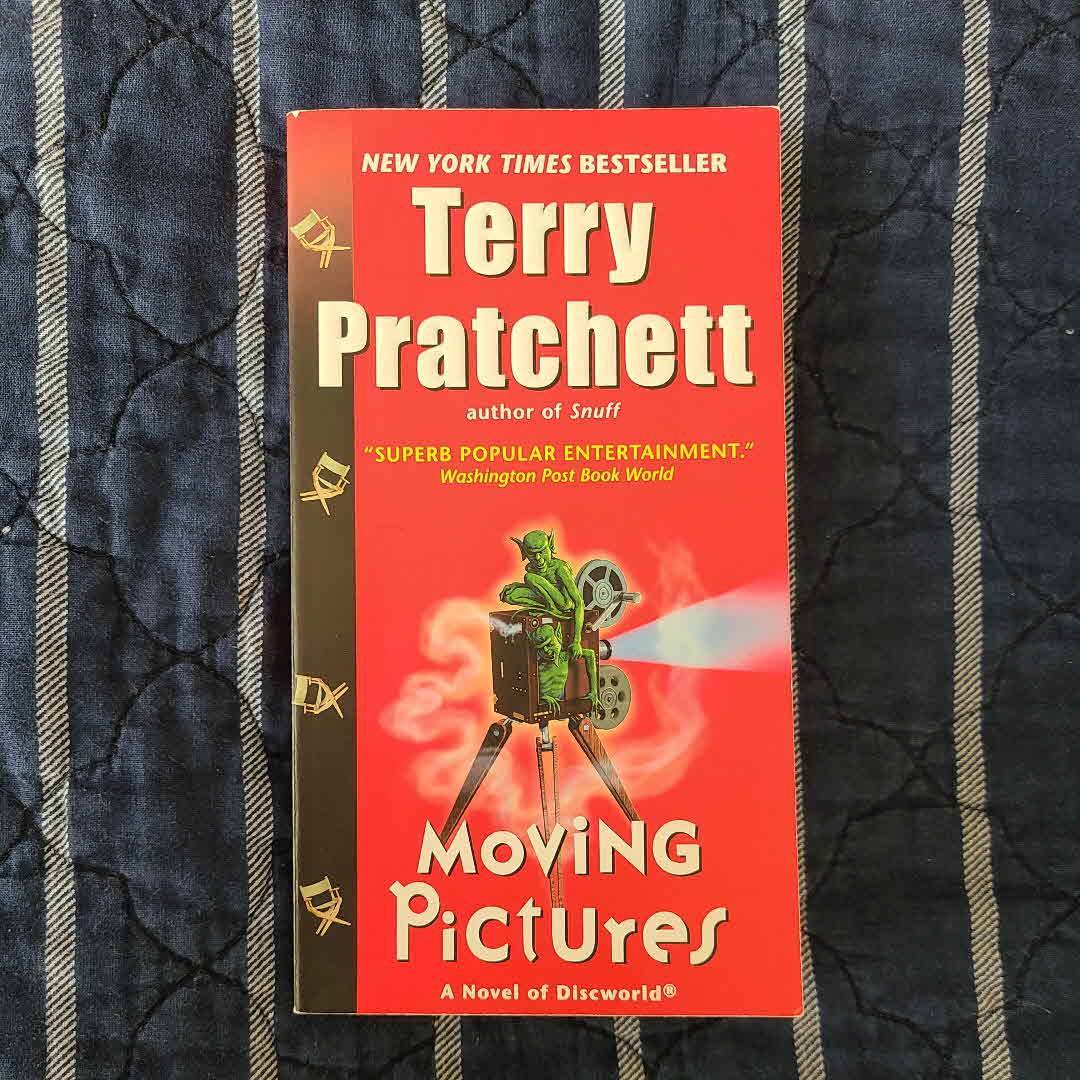 NEW YORK TIMES BESTSELLER
Terry
Pratchett
author of Snuff
“SUPERB POPULAR ENTERTAINMENT.”
Washington Post Book World
MOViNG
Pictures
A Novel of Discworld®